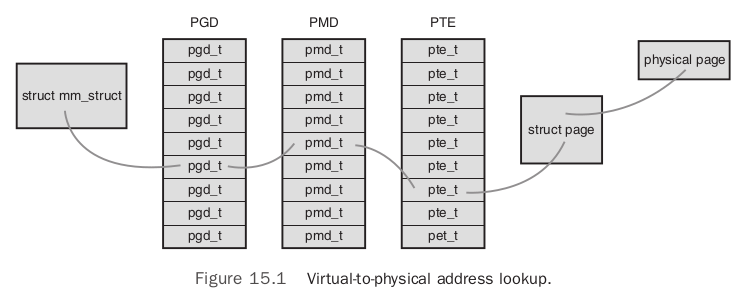 PGD PMD PTE
struct mm_struct
pgd_t
pgd_t
pgd_t
pgd_t
pgd_t
pgd_t
pgd_t
pgd_t
pgd_t
pmd_t
pmd_t
pmd_t
pmd_t
pmd_t
pmd_t
pmd_t
pmd_t
pmd_t
pte_t
pte_t
pte_t
pte_t
pte_t
pte_t
pte_t
pte_t
pet_t
struct page
physical page
Figure 15.1 Virtual-to-physical address lookup.